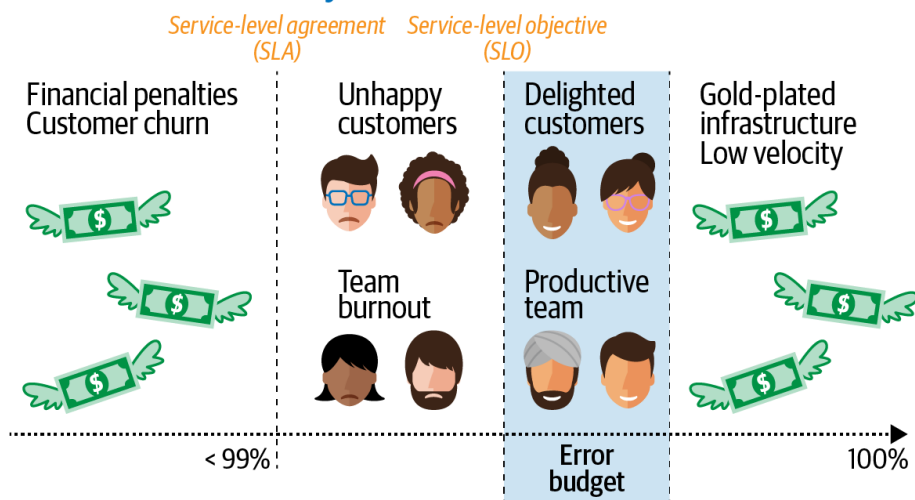 Service-level agreement
(SLA)
Service-level objective
(SLO)
Financial penalties
Customer churn
Unhappy
customers
Delighted
customers
Gold-plated
infrastructure
Low velocity
$
$
$
$
$
$
Team
burnout
Productive
team
< 99%
Error
budget
100%